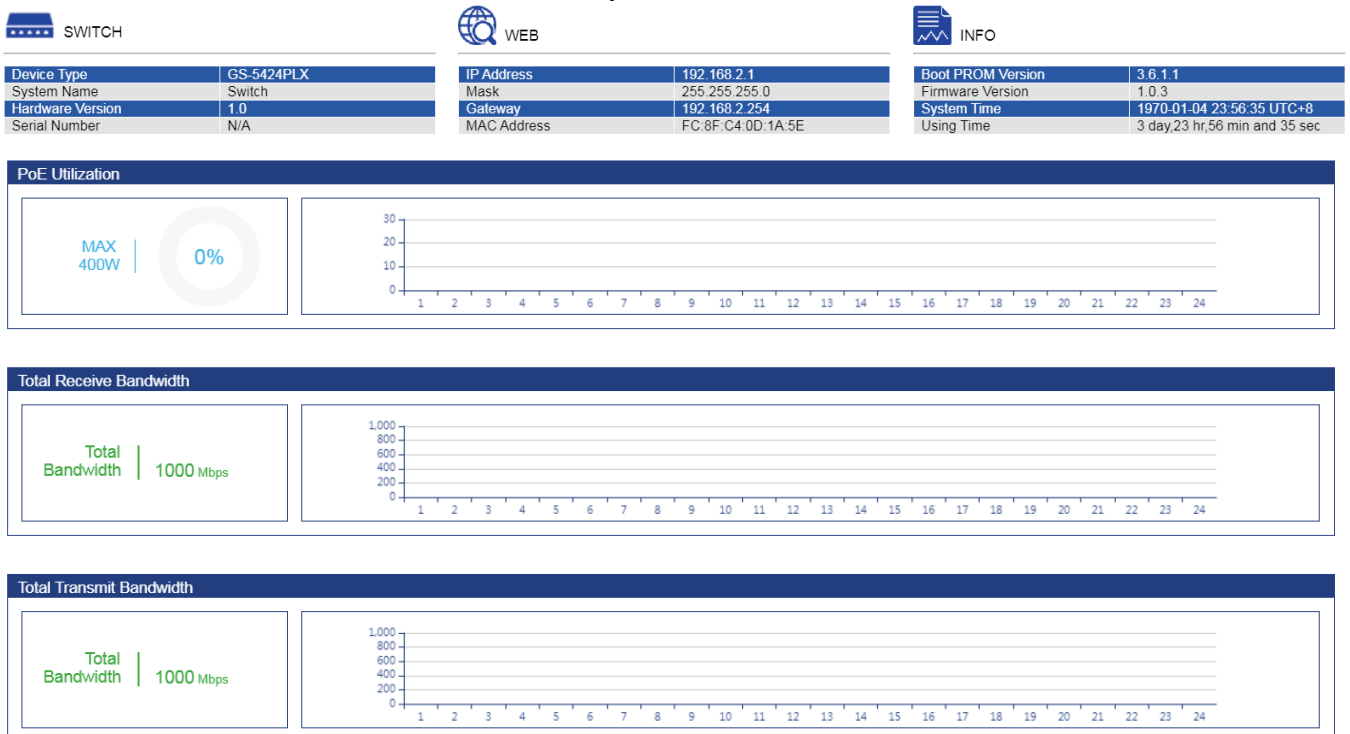 SWITCH
Device Type GS-5424PLX
System Name Switch
Hardware Version 1.0
Serial Number N/A
WEB
IP Address 192.168.2.1
Mask 255.255.255.0
Gateway 192.168.2.254
MAC Address FC:8F:C4:0D:1A:5E
INFO
Boot PROM Version 3.6.1.1
Firmware Version 1.0.3
System Time 1970-01-04 23:56:35 UTC+8
Using Time 3 day,23 hr,56 min and 35 sec
PoE Utilization
MAX
400W
0%
30
20
10
0
1 2 3 4 5 6 7 8 9 10 11 12 13 14 15 16 17 18 19 20 21 22 23 24
Total Receive Bandwidth
Total
Bandwidth
1000 Mbps
1,000
800
600
400
200
0
1 2 3 4 5 6 7 8 9 10 11 12 13 14 15 16 17 18 19 20 21 22 23 24
Total Transmit Bandwidth
Total
Bandwidth
1000 Mbps
1,000
800
600
400
200
0
1 2 3 4 5 6 7 8 9 10 11 12 13 14 15 16 17 18 19 20 21 22 23 24